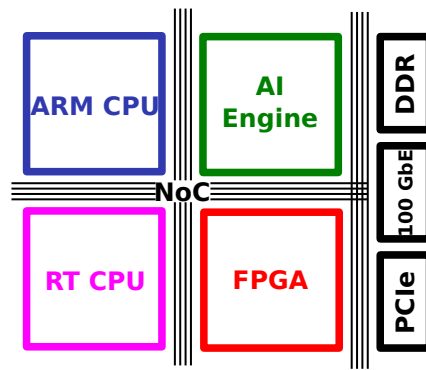 ARM CPU
AI
Engine
DDR
NoC
100 GbE
RT CPU
FPGA
PCIe